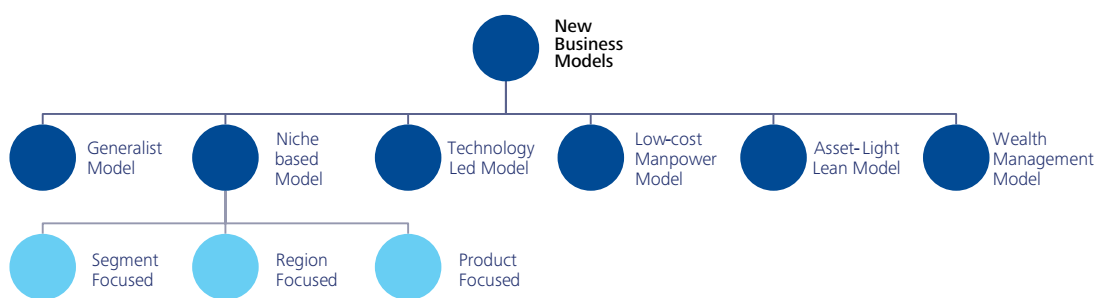 New
Business
Models
Generalist
Model
Niche
based
Model
Technology
Led Model
Low-cost
Manpower
Model
Asset-Light
Lean Model
Wealth
Management
Model
Segment
Focused
Region
Focused
Product
Focused